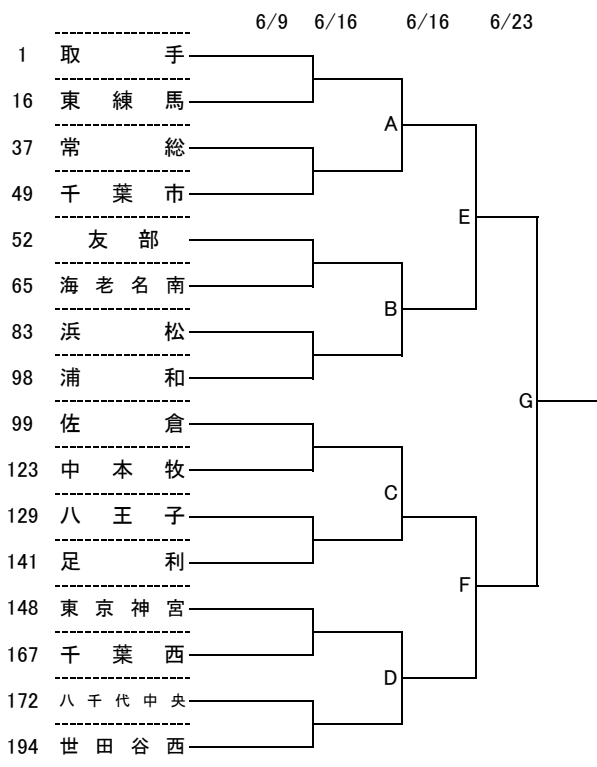 6/9 6/16 6/16 6/23
1 取手
16 東練馬
A
37 常総
49 千葉市
E
52 友部
65 海老名南
B
83 浜松
98 浦和
G
99 佐倉
123 中本牧
C
129 八王子
141 足利
F
148 東京神宮
167 千葉西
D
172 八千代中央
194 世田谷西